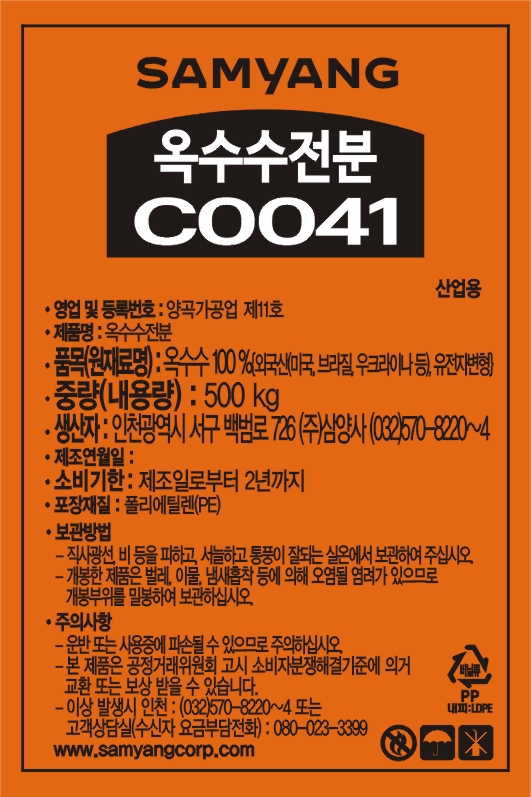 SAMYANG
옥수수전분
C0041
산업용
• 영업 및 등록번호 : 양곡가공업 제11호
• 제품명 : 옥수수전분
• 품목(원재료명) : 옥수수 100 %{외국산(미국, 브라질, 우크라이나 등), 유전자변형}
• 중량(내용량) : 500 kg
• 생산자 : 인천광역시 서구 백범로 726 (주)삼양사 (032)570-8220~4
• 제조연월일 :
• 소비기한 : 제조일로부터 2년까지
• 포장재질 : 폴리에틸렌(PE)
• 보관방법
- 직사광선, 비 등을 피하고, 서늘하고 통풍이 잘되는 실온에서 보관하여 주십시오.
- 개봉한 제품은 벌레, 이물, 냄새흡착 등에 의해 오염될 염려가 있으므로
개봉부위를 밀봉하여 보관하십시오.
• 주의사항
- 운반 또는 사용중에 파손될 수 있으므로 주의하십시오.
- 본 제품은 공정거래위원회 고시 소비자분쟁해결기준에 의거
교환 또는 보상 받을 수 있습니다.
- 이상 발생시 인천 : (032)570-8220~4 또는
고객상담실(수신자 요금부담전화) : 080-023-3399
www.samyangcorp.com
비닐류
PP
내피:LDPE